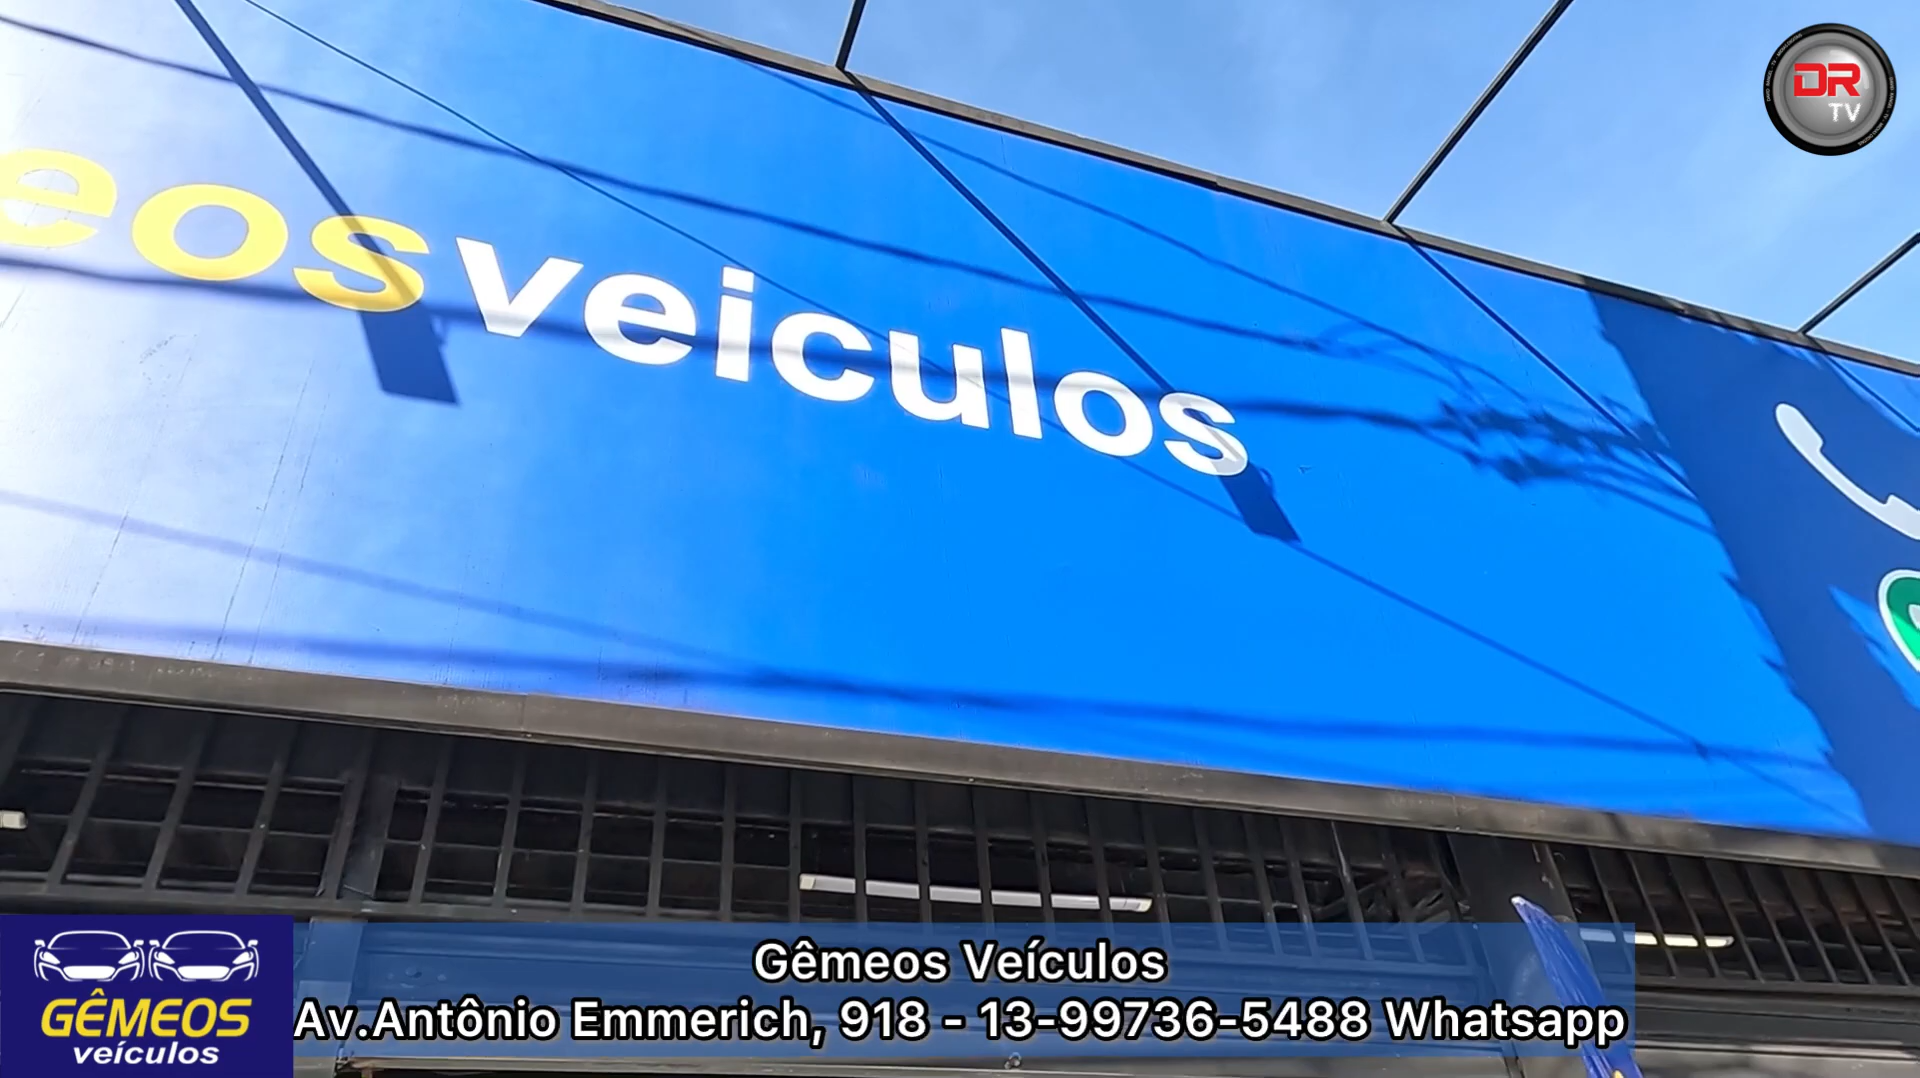 DR
TV
eos veiculos
Gêmeos Veículos
Av.Antônio Emmerich, 918 - 13-99736-5488 Whatsapp
GÊMEOS
veículos